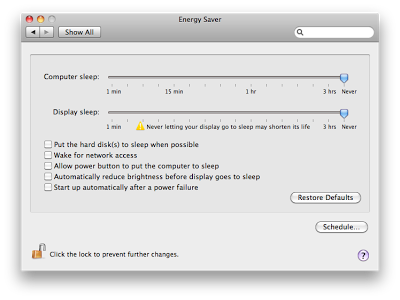 Energy Saver
Show All
Computer sleep:
1 min 15 min 1 hr 3 hrs Never
Display sleep:
1 min Never letting your display go to sleep may shorten its life 3 hrs Never
Put the hard disk(s) to sleep when possible
Wake for network access
Allow power button to put the computer to sleep
Automatically reduce brightness before display goes to sleep
Start up automatically after a power failure
Restore Defaults
Schedule...
Click the lock to prevent further changes.
?